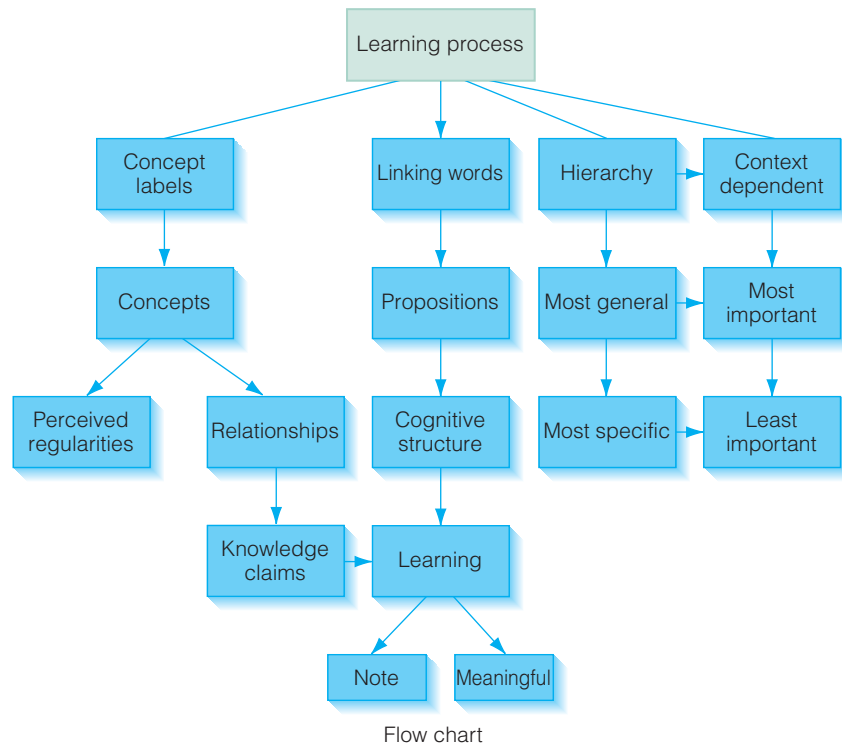 Learning process
Concept
labels
Linking words
Hierarchy
Context
dependent
Concepts
Propositions
Most general
Most
important
Perceived
regularities
Relationships
Cognitive
structure
Most specific
Least
important
Knowledge
claims
Learning
Note
Meaningful
Flow chart